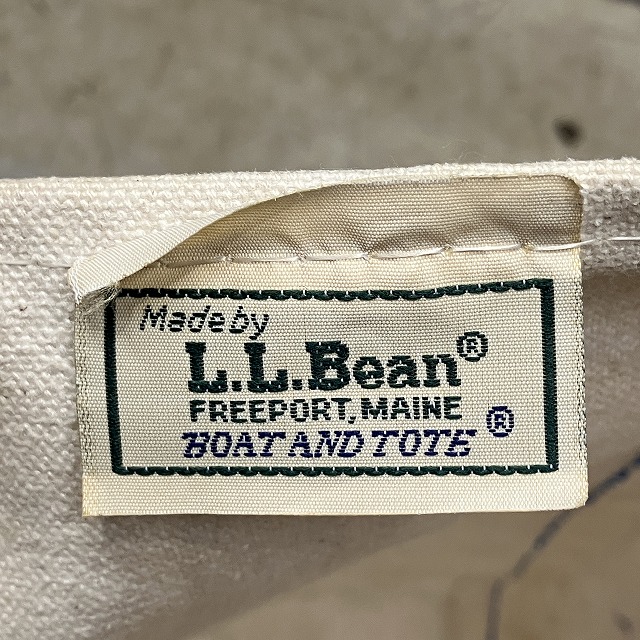 Made by
L.L.Bean®
FREEPORT, MAINE
BOAT AND TOTE®